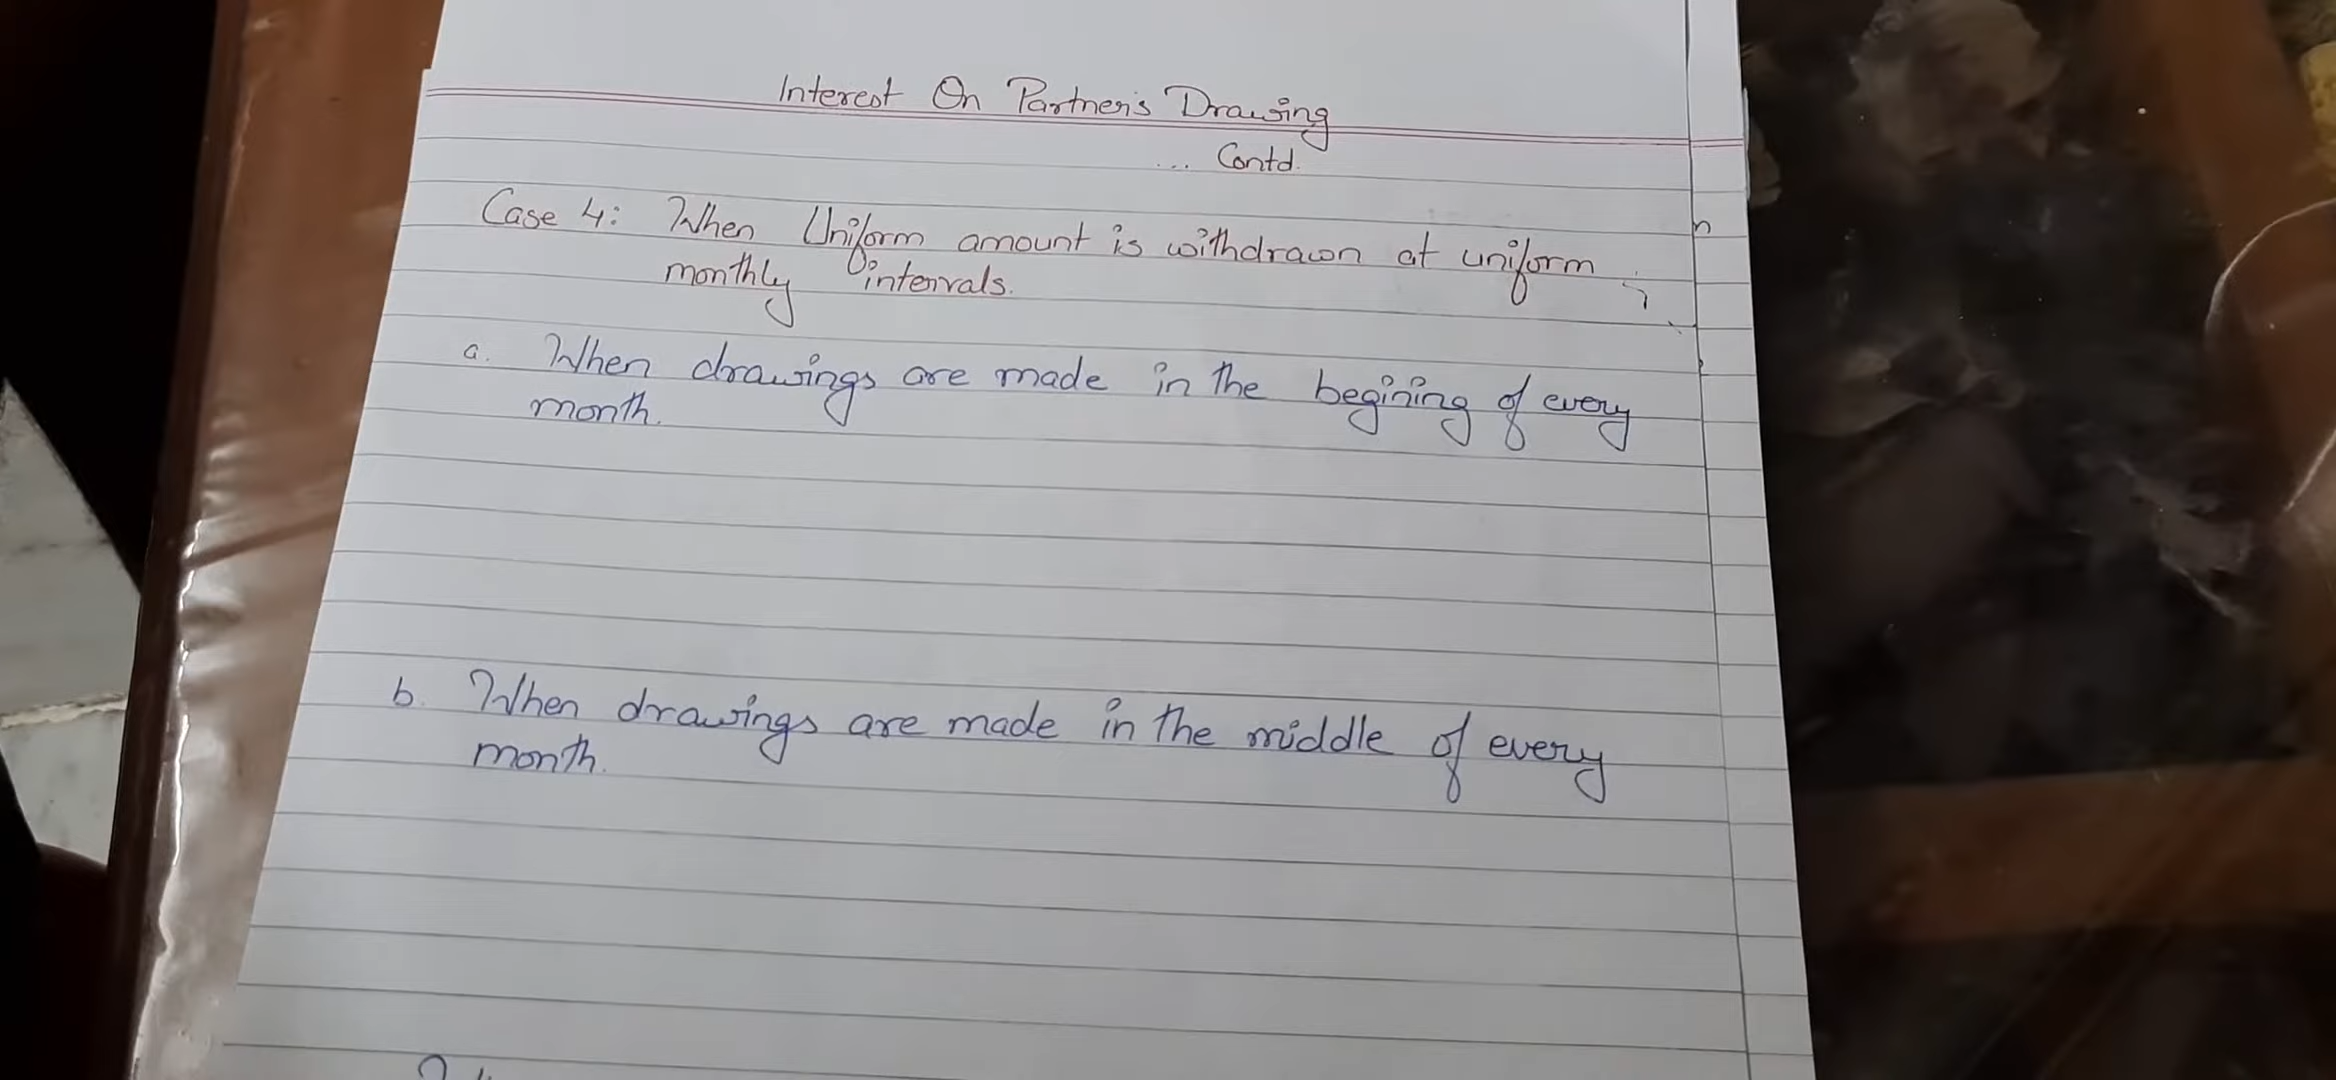 Interest On Partner's Drawing
... Contd.
Case 4: When Uniform amount is withdrawn at uniform
monthly intervals.
a. When drawings are made in the begining of every
month.
b. When drawings are made in the middle of every
month.